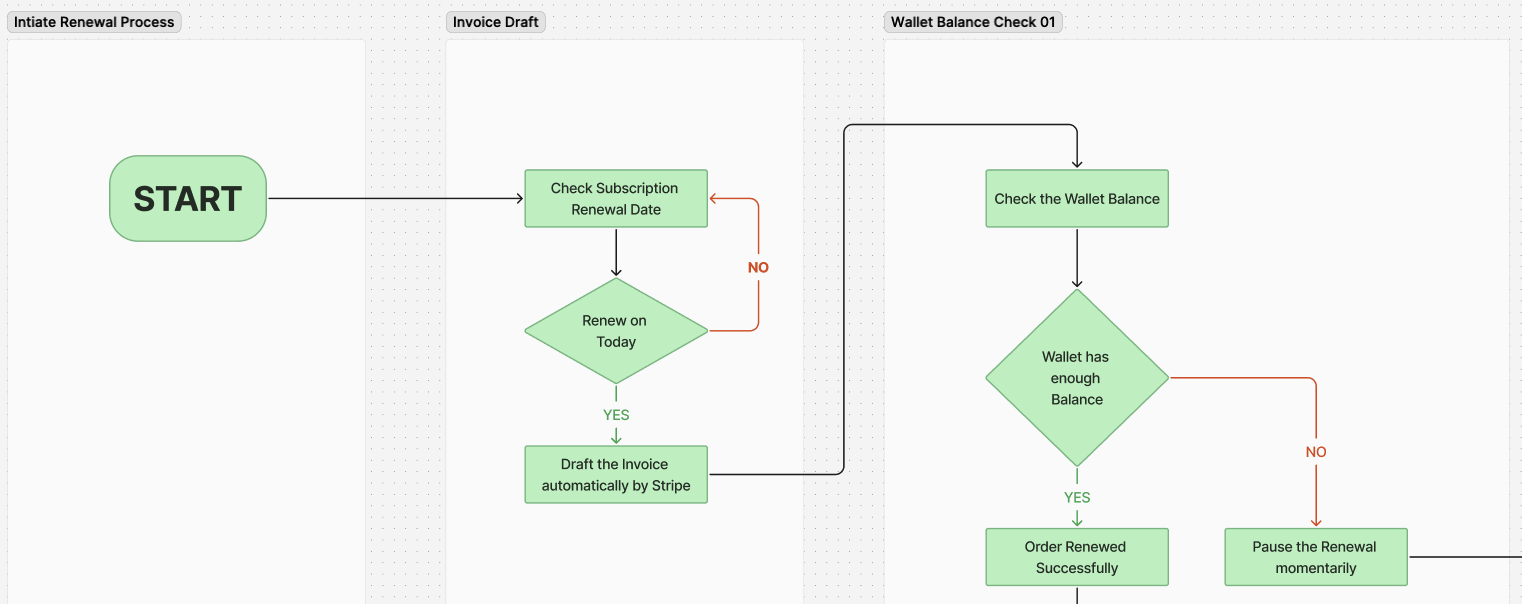 Intiate Renewal Process
Invoice Draft
Wallet Balance Check 01
START
Check Subscription
Renewal Date
NO
Renew on
Today
YES
Draft the Invoice
automatically by Stripe
Check the Wallet Balance
Wallet has
enough
Balance
NO
YES
Order Renewed
Successfully
Pause the Renewal
momentarily